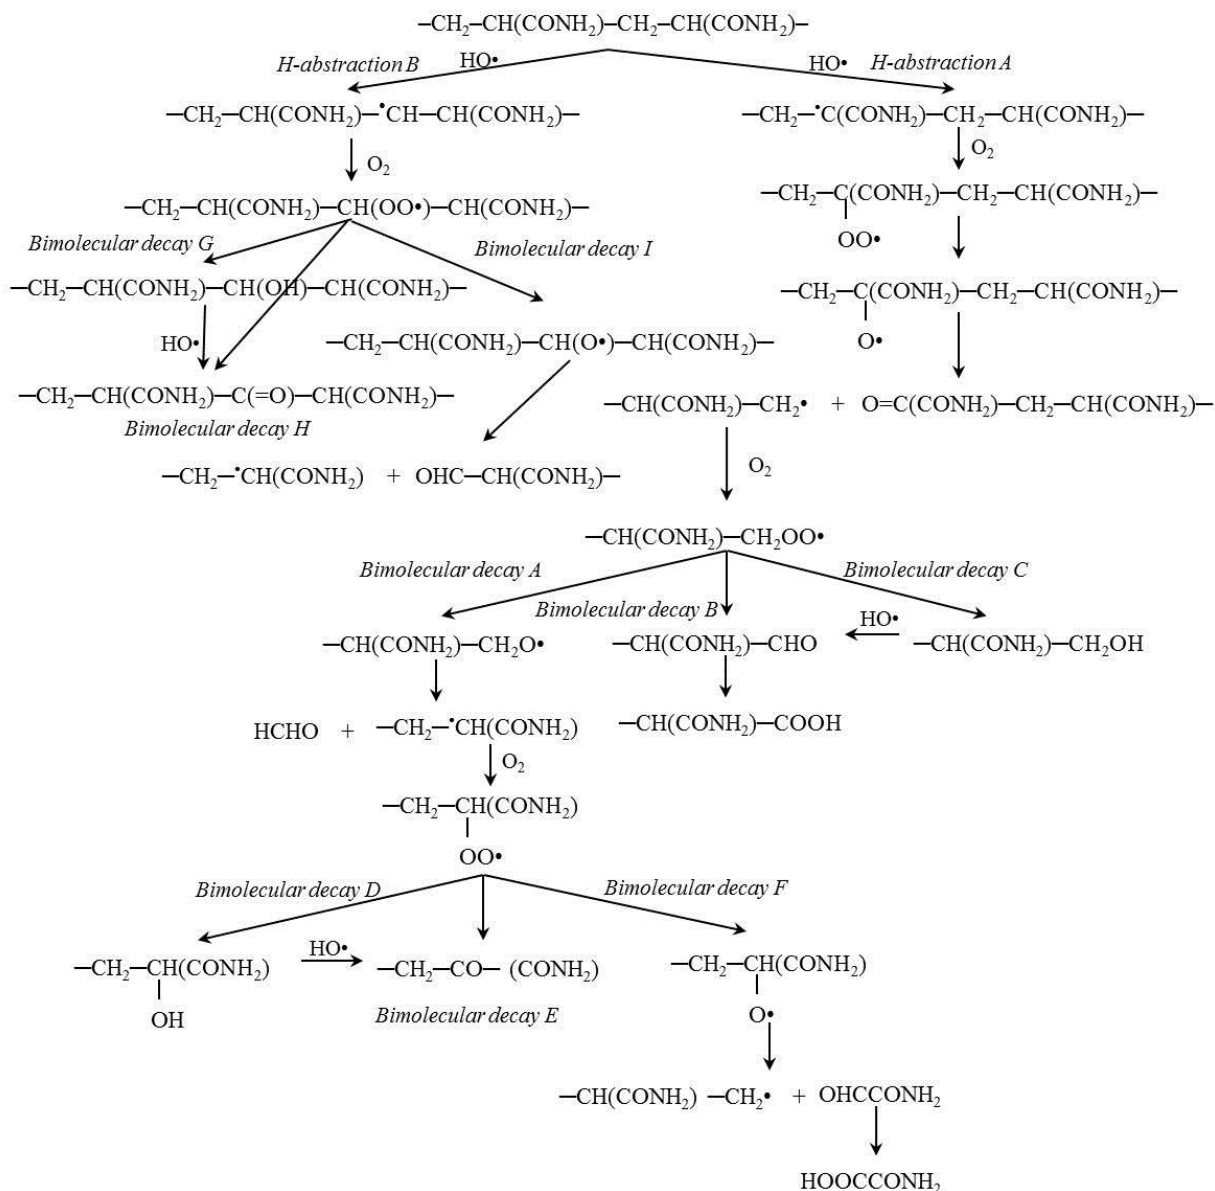 –CH₂–CH(CONH₂)–CH₂–CH(CONH₂)–
H-abstraction B HO• HO• H-abstraction A
–CH₂–CH(CONH₂)–•CH–CH(CONH₂)– –CH₂–•C(CONH₂)–CH₂–CH(CONH₂)–
O₂ O₂
–CH₂–CH(CONH₂)–CH(OO•)–CH(CONH₂)– –CH₂–C(CONH₂)–CH₂–CH(CONH₂)–
OO•
Bimolecular decay G Bimolecular decay I
–CH₂–CH(CONH₂)–CH(OH)–CH(CONH₂)– –CH₂–C(CONH₂)–CH₂–CH(CONH₂)–
O•
HO• –CH₂–CH(CONH₂)–CH(O•)–CH(CONH₂)–
–CH₂–CH(CONH₂)–C(=O)–CH(CONH₂)– –CH(CONH₂)–CH₂• + O=C(CONH₂)–CH₂–CH(CONH₂)–
Bimolecular decay H
–CH₂–•CH(CONH₂) + OHC–CH(CONH₂)– O₂
–CH(CONH₂)–CH₂OO•
Bimolecular decay A Bimolecular decay C
Bimolecular decay B HO•
–CH(CONH₂)–CH₂O• –CH(CONH₂)–CHO –CH(CONH₂)–CH₂OH
HCHO + –CH₂–•CH(CONH₂) –CH(CONH₂)–COOH
O₂
–CH₂–CH(CONH₂)
OO•
Bimolecular decay D Bimolecular decay F
HO•
–CH₂–CH(CONH₂) –CH₂–CO– (CONH₂) –CH₂–CH(CONH₂)
OH Bimolecular decay E O•
–CH(CONH₂) –CH₂• + OHCCONH₂
HOOCCONH₂